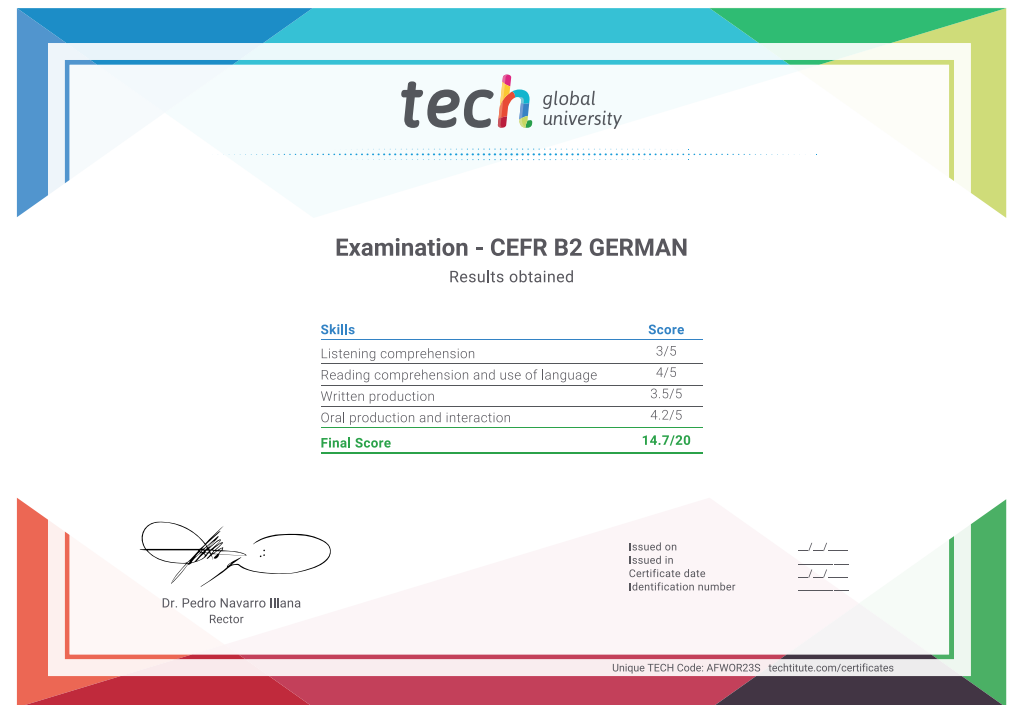 tech global university
Examination - CEFR B2 GERMAN
Results obtained
Skills Score
Listening comprehension 3/5
Reading comprehension and use of language 4/5
Written production 3.5/5
Oral production and interaction 4.2/5
Final Score 14.7/20
Issued on __/__/____
Issued in
Certificate date __/__/____
Identification number
Dr. Pedro Navarro Illana
Rector
Unique TECH Code: AFWOR23S techtitute.com/certificates